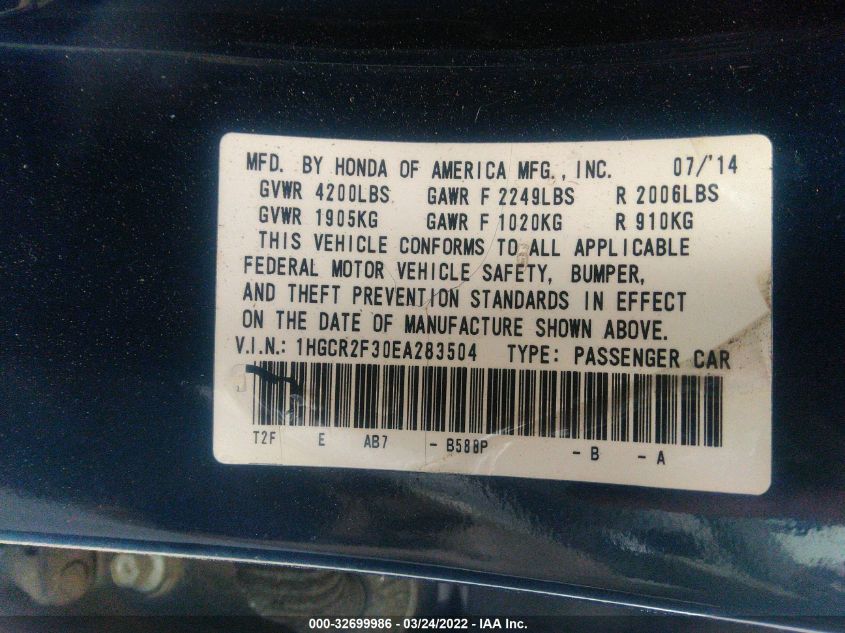 MFD. BY HONDA OF AMERICA MFG., INC. 07/'14
GVWR 4200LBS GAWR F 2249LBS R 2006LBS
GVWR 1905KG GAWR F 1020KG R 910KG
THIS VEHICLE CONFORMS TO ALL APPLICABLE
FEDERAL MOTOR VEHICLE SAFETY, BUMPER,
AND THEFT PREVENTION STANDARDS IN EFFECT
ON THE DATE OF MANUFACTURE SHOWN ABOVE.
V.I.N.: 1HGCR2F30EA283504 TYPE: PASSENGER CAR
T2F E AB7 - B588P - B - A
000-32699986 - 03/24/2022 - IAA Inc.